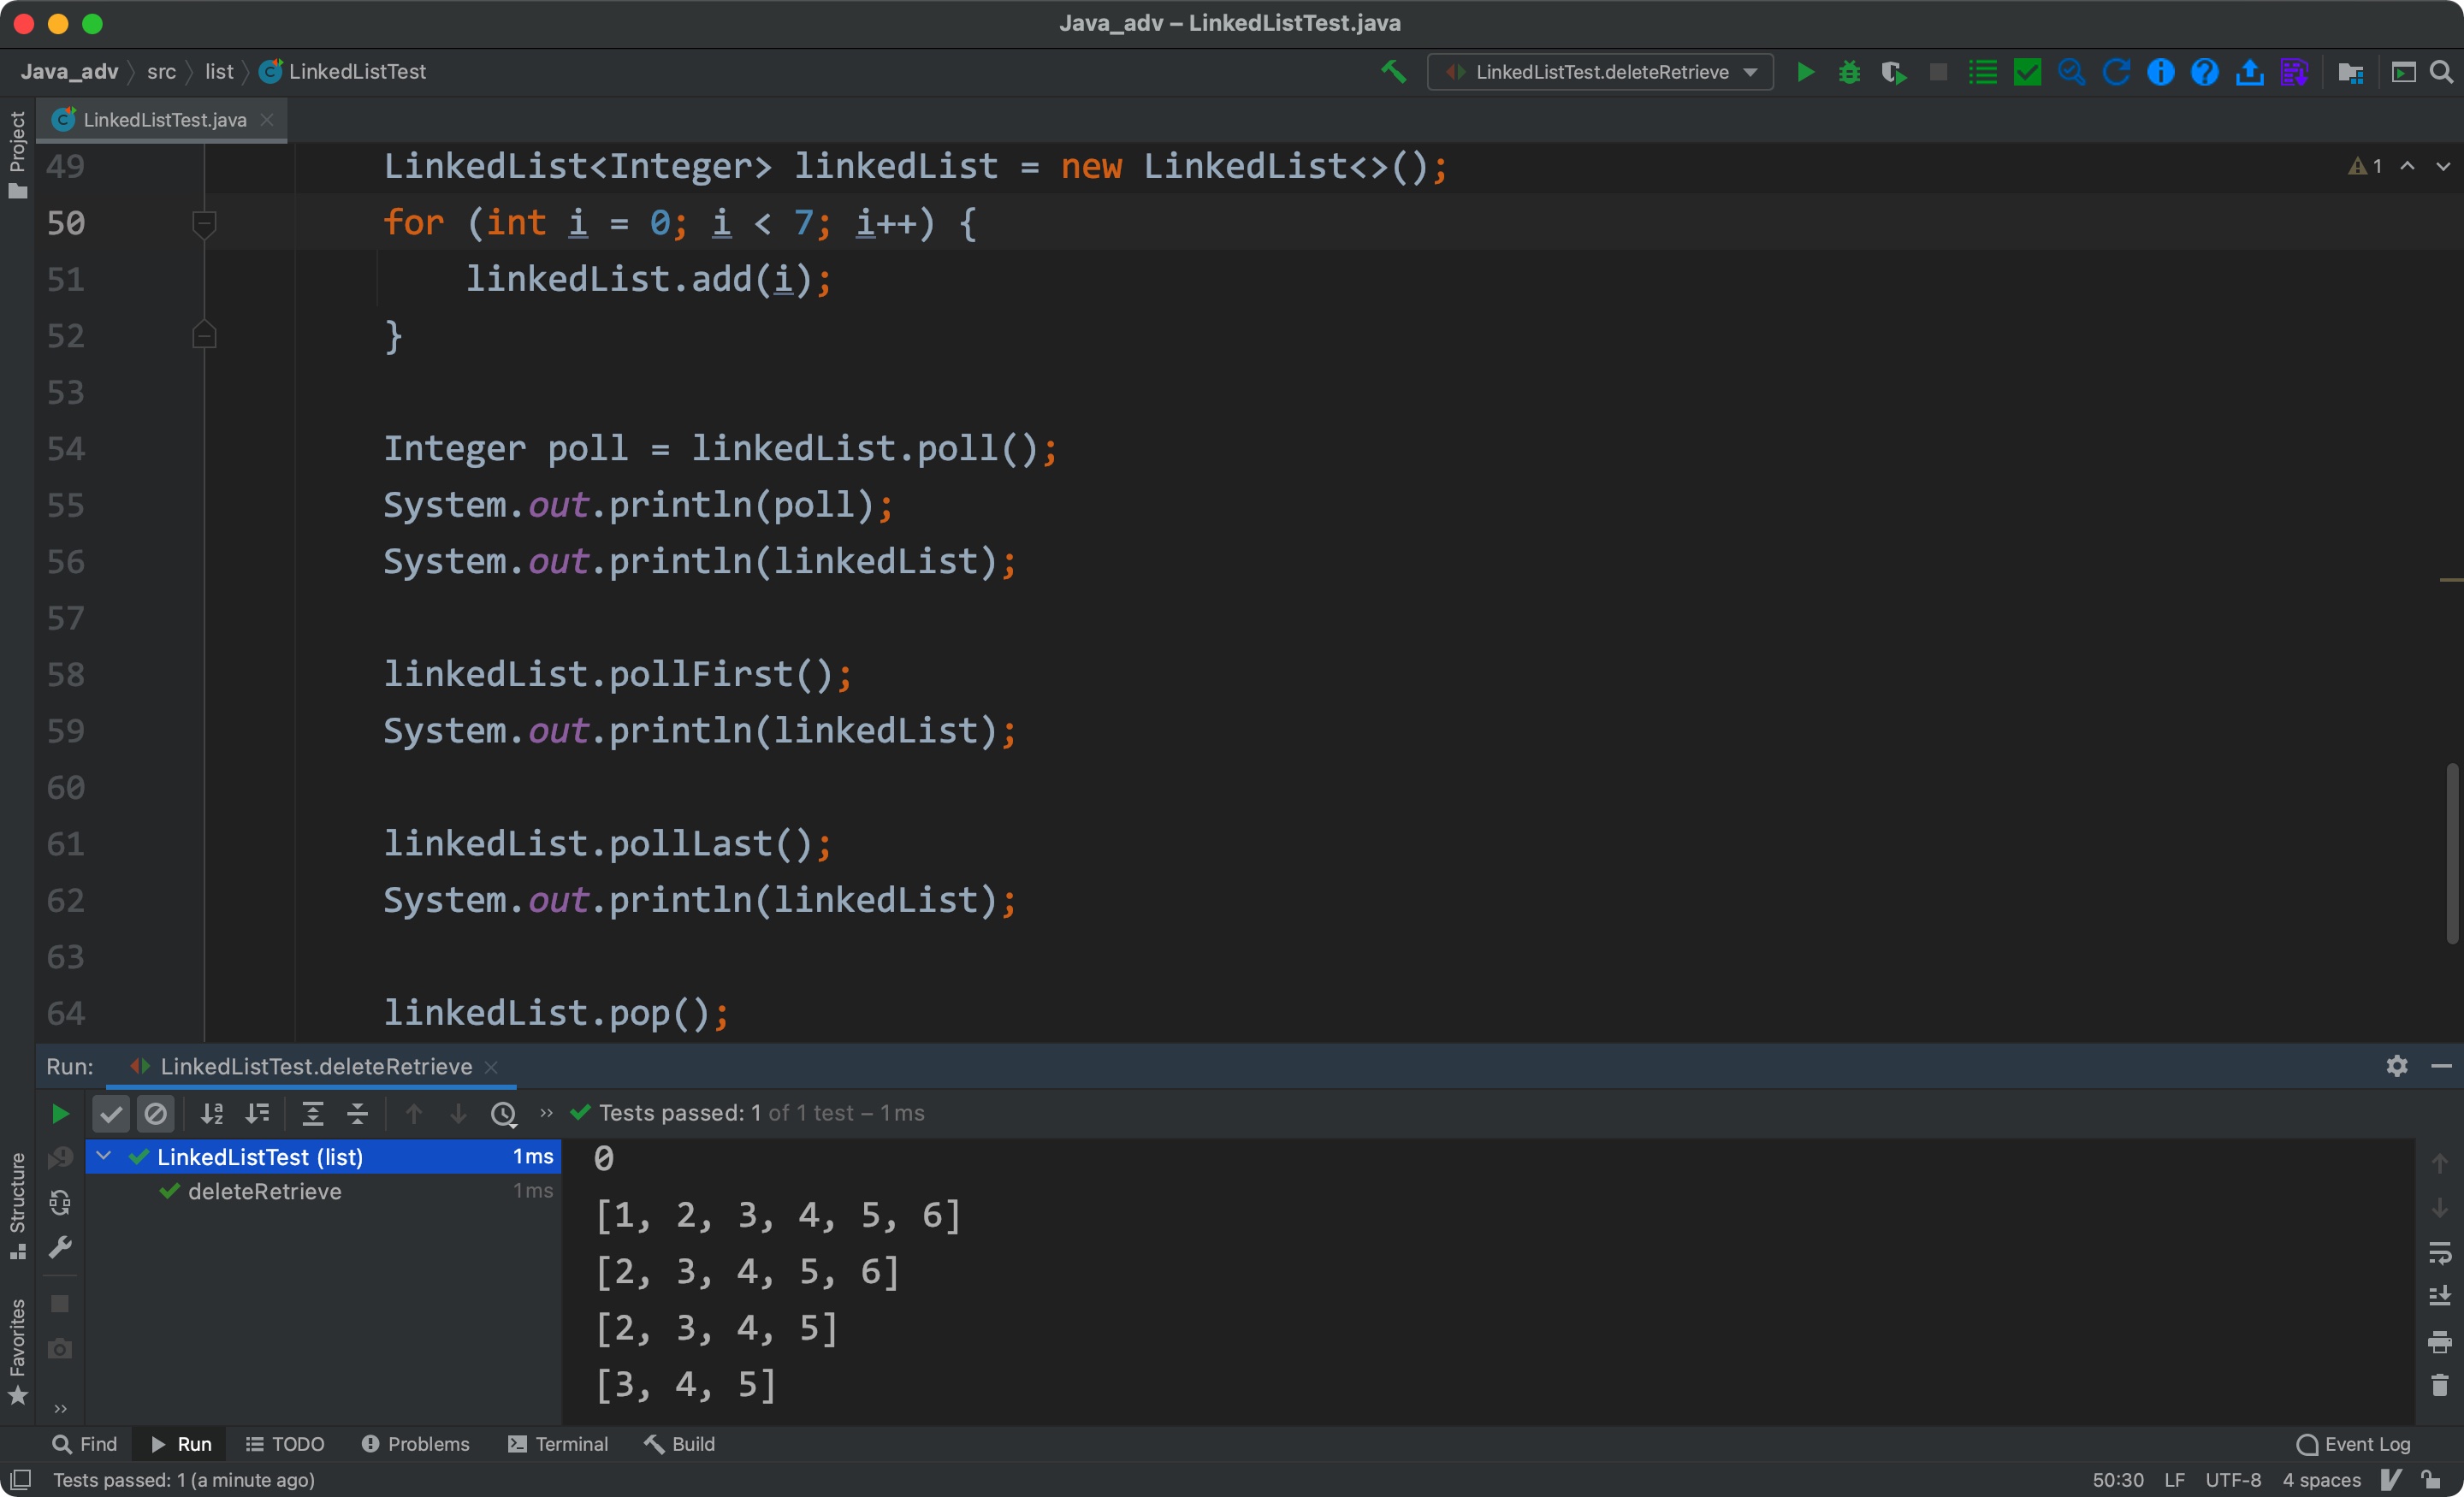 Java_adv – LinkedListTest.java
Java_adv src list LinkedListTest
LinkedListTest.deleteRetrieve
Project
LinkedListTest.java
49 LinkedList<Integer> linkedList = new LinkedList<>();
1
50 for (int i = 0; i < 7; i++) {
51 linkedList.add(i);
52 }
53
54 Integer poll = linkedList.poll();
55 System.out.println(poll);
56 System.out.println(linkedList);
57
58 linkedList.pollFirst();
59 System.out.println(linkedList);
60
61 linkedList.pollLast();
62 System.out.println(linkedList);
63
64 linkedList.pop();
Run: LinkedListTest.deleteRetrieve
Tests passed: 1 of 1 test – 1 ms
LinkedListTest (list) 1 ms
deleteRetrieve 1 ms
0
[1, 2, 3, 4, 5, 6]
[2, 3, 4, 5, 6]
[2, 3, 4, 5]
[3, 4, 5]
Structure
Favorites
Find Run TODO Problems Terminal Build Event Log
Tests passed: 1 (a minute ago) 50:30 LF UTF-8 4 spaces